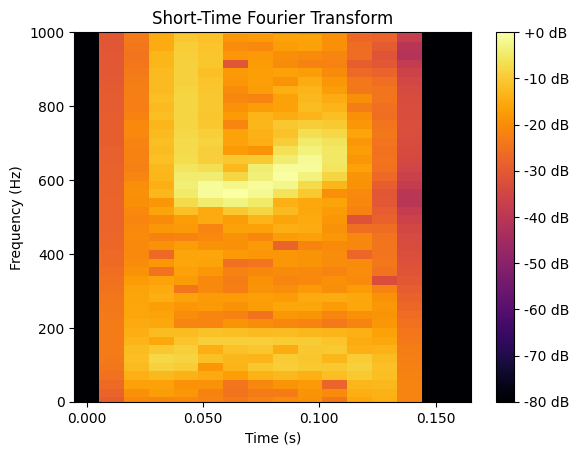 Short-Time Fourier Transform
1000
800
600
400
200
0
Frequency (Hz)
0.000
0.050
0.100
0.150
Time (s)
+0 dB
-10 dB
-20 dB
-30 dB
-40 dB
-50 dB
-60 dB
-70 dB
-80 dB